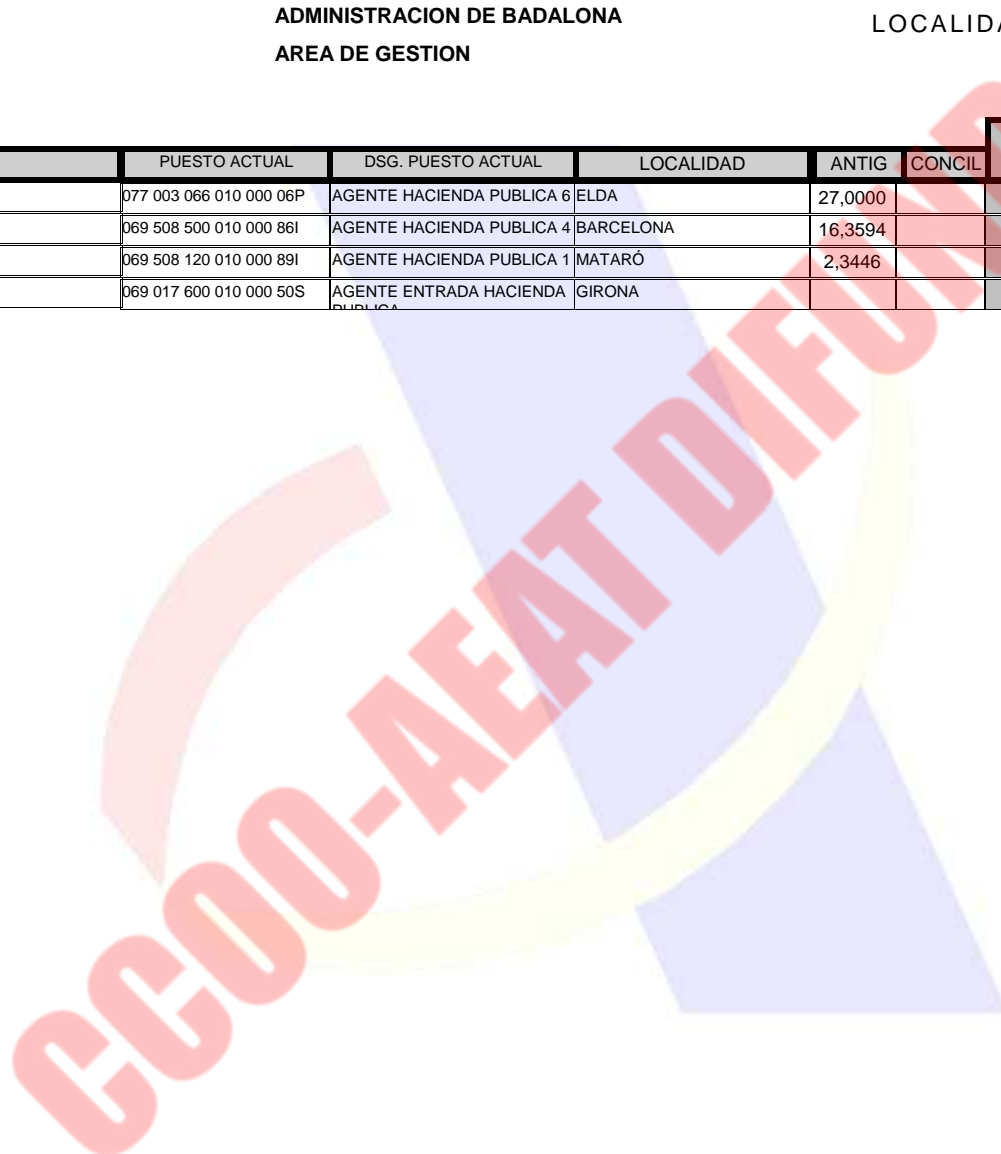 ADMINISTRACION DE BADALONA
AREA DE GESTION
PUESTO ACTUAL DSG. PUESTO ACTUAL LOCALIDAD ANTIG CONCIL
077 003 066 010 000 06P AGENTE HACIENDA PUBLICA 6 ELDA 27,0000
069 508 500 010 000 86I AGENTE HACIENDA PUBLICA 4 BARCELONA 16,3594
069 508 120 010 000 89I AGENTE HACIENDA PUBLICA 1 MATARÓ 2,3446
069 017 600 010 000 50S AGENTE ENTRADA HACIENDA GIRONA
PUBLICA
CCOO-AEAT